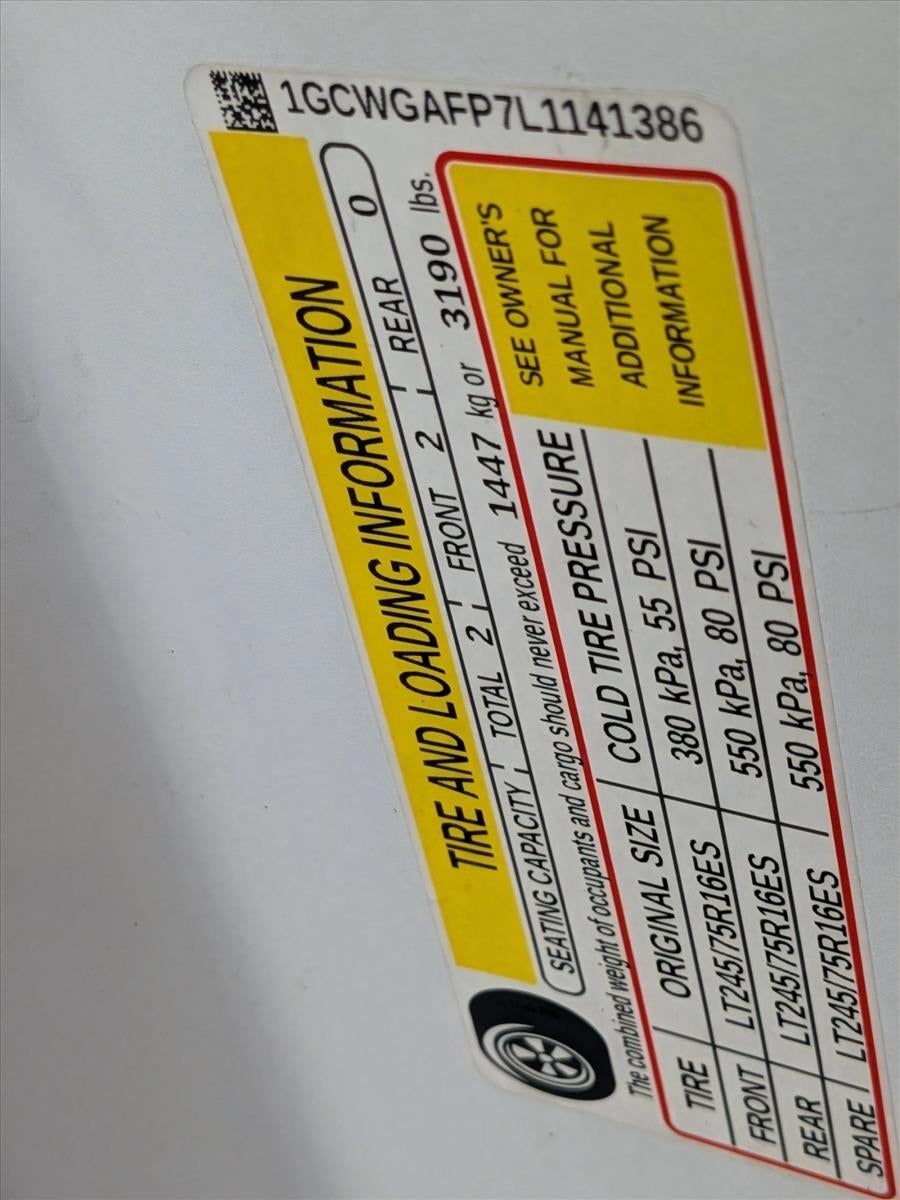 1GCWGAFP7L1141386
TIRE AND LOADING INFORMATION
SEATING CAPACITY TOTAL 2 FRONT 2 REAR 0
The combined weight of occupants and cargo should never exceed 1447 kg or 3190 lbs.
TIRE ORIGINAL SIZE COLD TIRE PRESSURE
FRONT LT245/75R16ES 380 kPa, 55 PSI
REAR LT245/75R16ES 550 kPa, 80 PSI
SPARE LT245/75R16ES 550 kPa, 80 PSI
SEE OWNER'S
MANUAL FOR
ADDITIONAL
INFORMATION